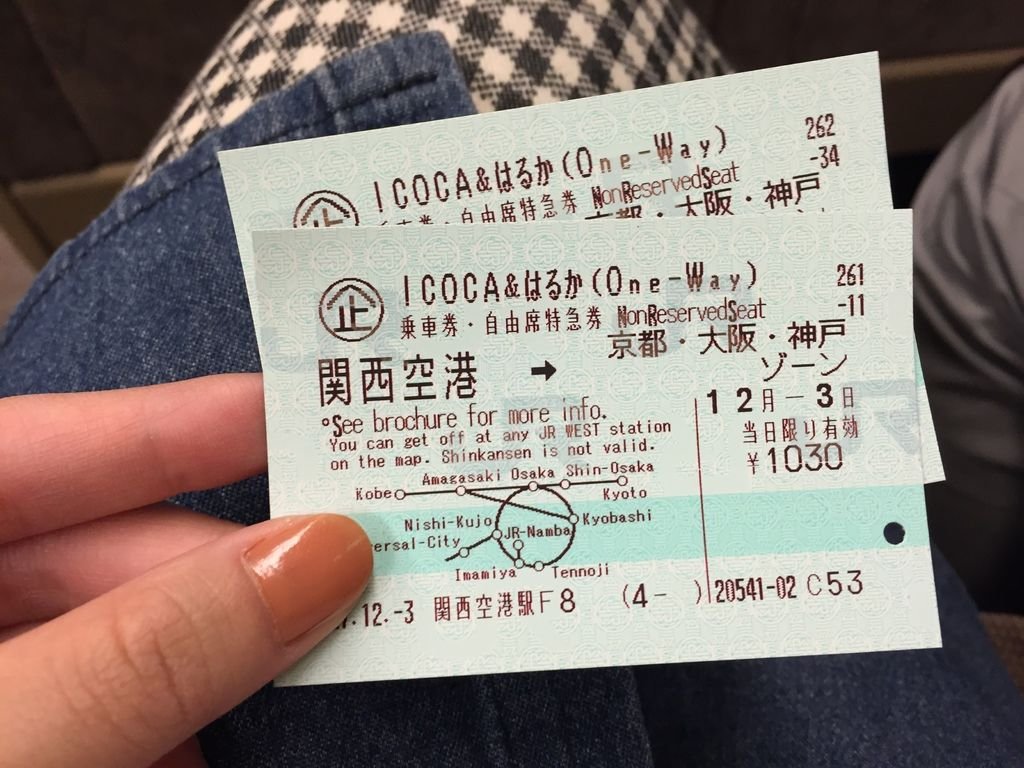 262
ICOCA&はるか(One-Way)
-34
乗車券・自由席特急券 NonReservedSeat
京都・大阪・神戸
企
261
ICOCA&はるか(One-Way)
-11
乗車券・自由席特急券 NonReservedSeat
京都・大阪・神戸
関西空港 → ゾーン
°See brochure for more info.
12月-3日
You can get off at any JR WEST station
当日限り有効
on the map. Shinkansen is not valid.
¥1030
Amagasaki Osaka Shin-Osaka
Kobe Kyoto
Nishi-Kujo Kyobashi
JR-Namba
ersal-City
Imamiya Tennoji
.12.-3 関西空港駅F8 (4- ) 20541-02 C53